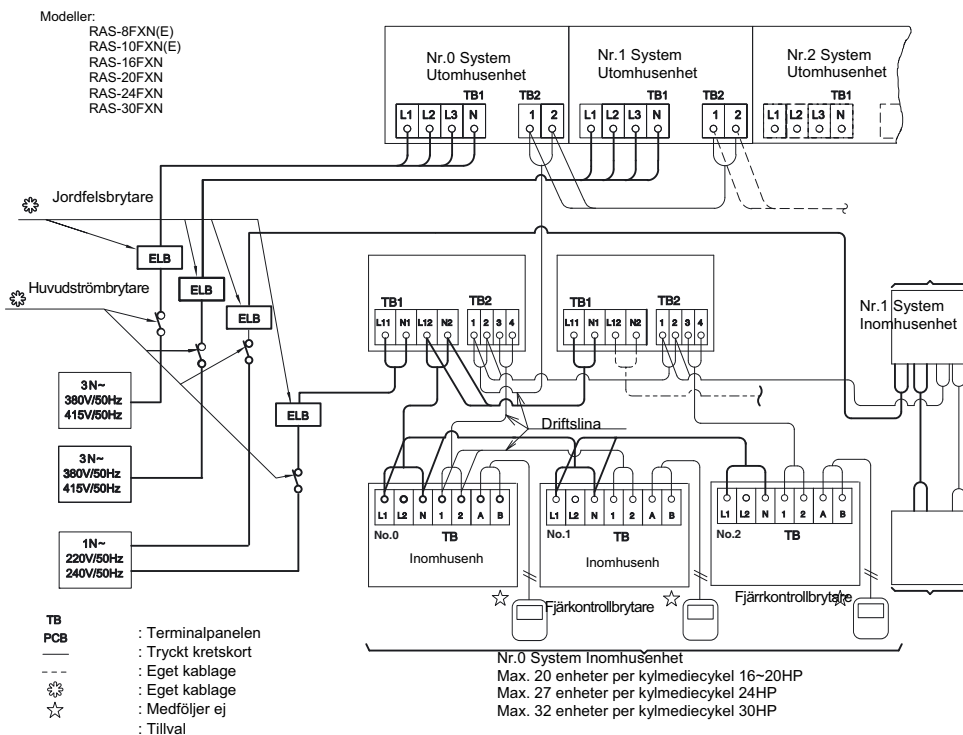 Modeller:
RAS-8FXN(E)
RAS-10FXN(E)
RAS-16FXN
RAS-20FXN
RAS-24FXN
RAS-30FXN
Nr.0 System
Utomhusenhet
TB1
TB2
L1 L2 L3 N
1 2
Nr.1 System
Utomhusenhet
TB1
TB2
L1 L2 L3 N
1 2
Nr.2 System
Utomhusenhet
TB1
L1 L2 L3 N
Jordfelsbrytare
ELB
ELB
ELB
ELB
Huvudströmbrytare
3N~
380V/50Hz
415V/50Hz
3N~
380V/50Hz
415V/50Hz
1N~
220V/50Hz
240V/50Hz
TB1
TB2
L11 N1 L12 N2
1 2 3 4
TB1
TB2
L11 N1 L12 N2
1 2 3 4
Nr.1 System
Inomhusenhet
Driftslina
L1 L2 N 1 2 A B
No.0
TB
Inomhusenh
L1 L2 N 1 2 A B
No.1
TB
Inomhusenh
L1 L2 N 1 2 A B
No.2
TB
Fjärkontrollbrytare
Fjärrkontrollbrytare
Nr.0 System Inomhusenhet
Max. 20 enheter per kylmediecykel 16~20HP
Max. 27 enheter per kylmediecykel 24HP
Max. 32 enheter per kylmediecykel 30HP
TB
PCB
: Terminalpanelen
: Tryckt kretskort
: Eget kablage
: Eget kablage
: Medföljer ej
: Tillval